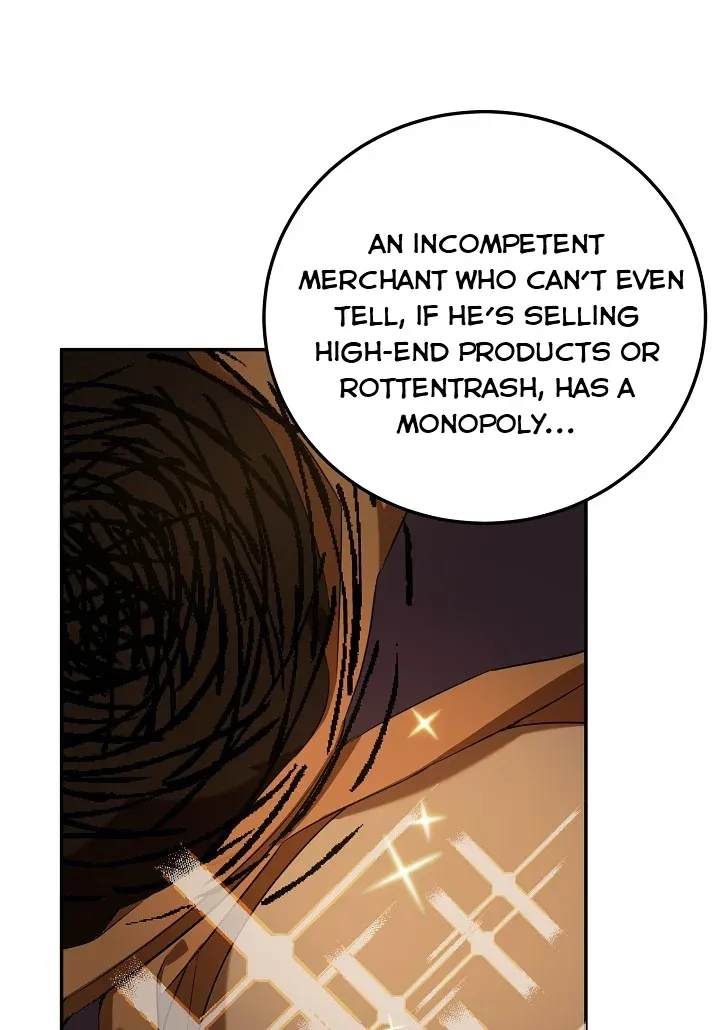 AN INCOMPETENT
MERCHANT WHO CAN'T EVEN
TELL, IF HE'S SELLING
HIGH-END PRODUCTS OR
ROTTENTRASH, HAS A
MONOPOLY...